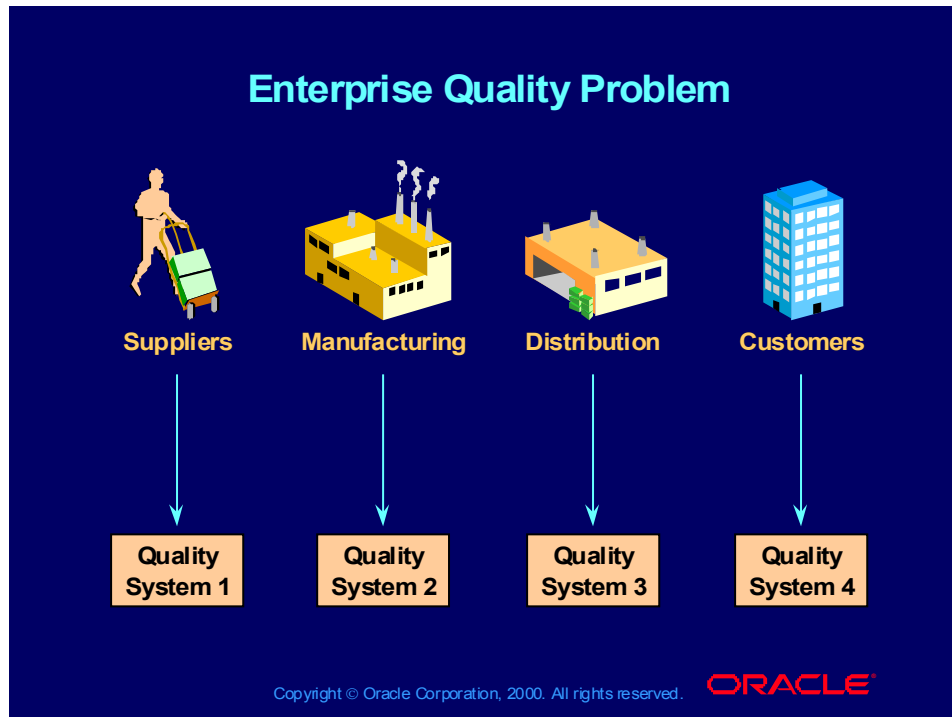 Enterprise Quality Problem
Suppliers
Manufacturing
Distribution
Customers
Quality
System 1
Quality
System 2
Quality
System 3
Quality
System 4
Copyright © Oracle Corporation, 2000. All rights reserved.
ORACLE®